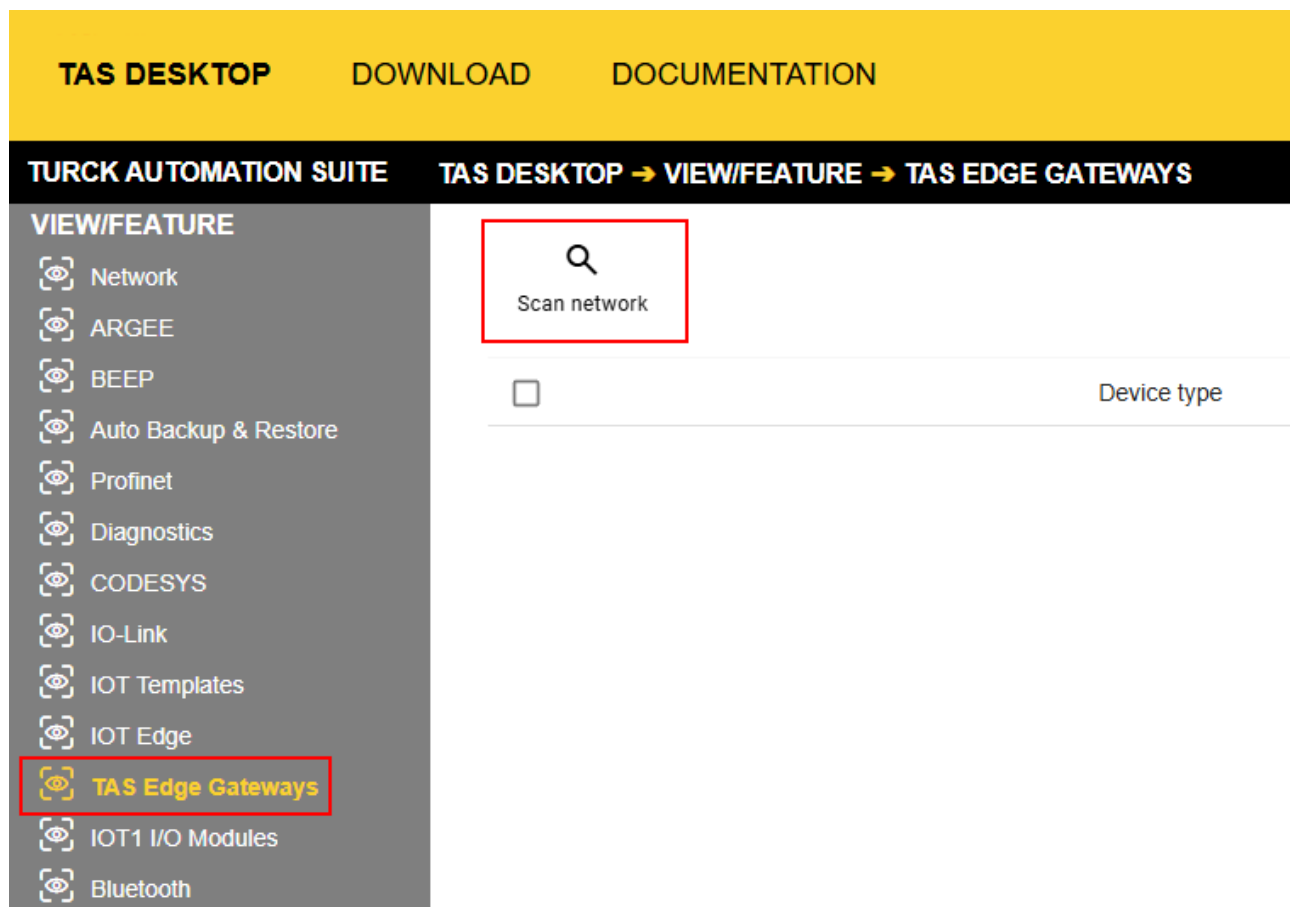 TAS DESKTOP DOWNLOAD DOCUMENTATION
TURCK AUTOMATION SUITE TAS DESKTOP ➔ VIEW/FEATURE ➔ TAS EDGE GATEWAYS
VIEW/FEATURE
Network
ARGEE
BEEP
Auto Backup & Restore
Profinet
Diagnostics
CODESYS
IO-Link
IOT Templates
IOT Edge
TAS Edge Gateways
IOT1 I/O Modules
Bluetooth
Scan network
Device type